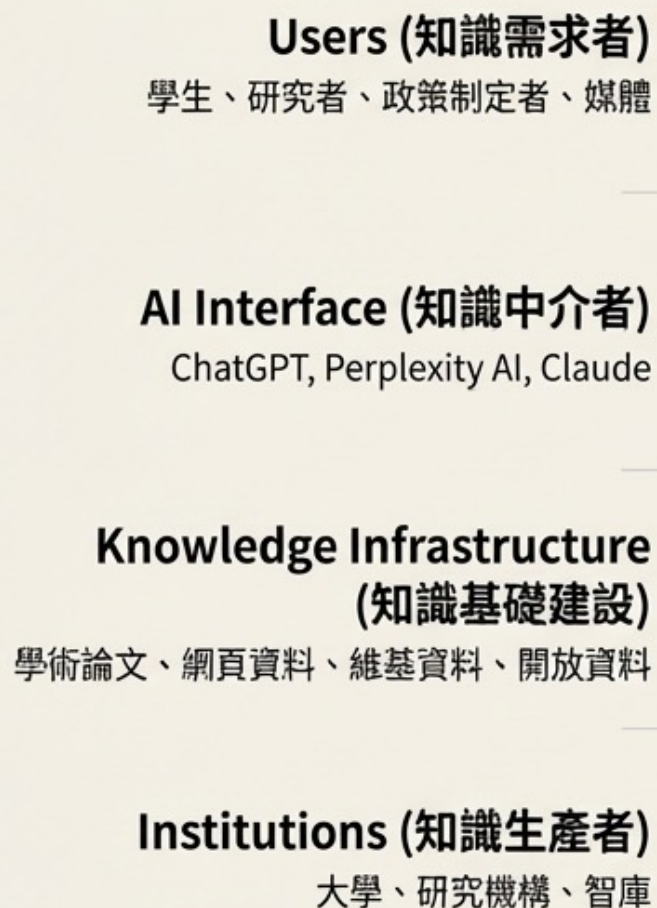 Users (知識需求者)
學生、研究者、政策制定者、媒體
AI Interface (知識中介者)
ChatGPT, Perplexity AI, Claude
Knowledge Infrastructure
(知識基礎建設)
學術論文、網頁資料、維基資料、開放資料
Institutions (知識生產者)
大學、研究機構、智庫